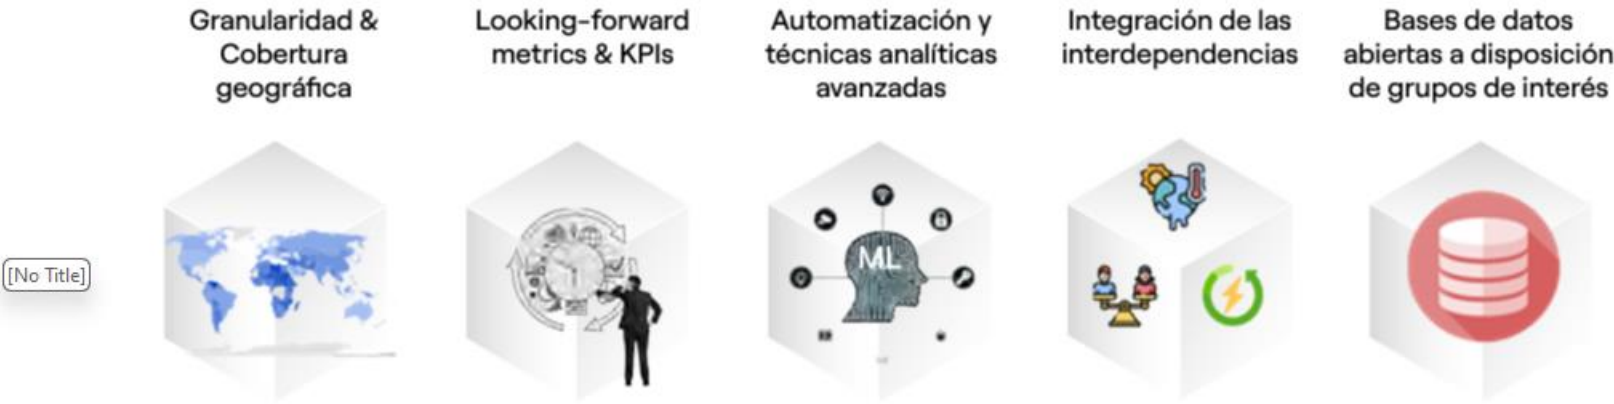 Granularidad &
Cobertura
geográfica
Looking-forward
metrics & KPIs
Automatización y
técnicas analíticas
avanzadas
Integración de las
interdependencias
Bases de datos
abiertas a disposición
de grupos de interés
[No Title]
ML